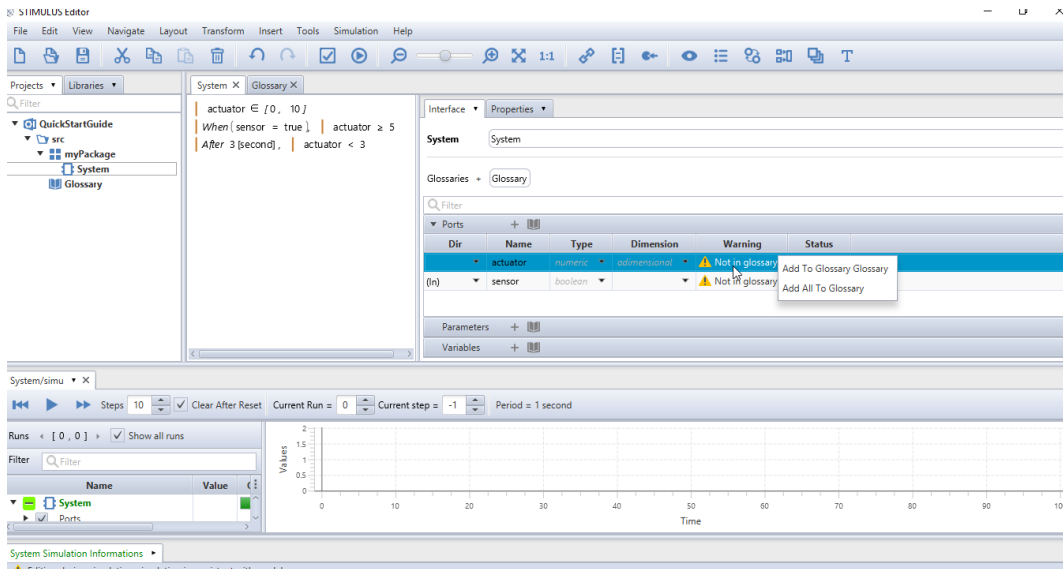 STIMULUS Editor
File Edit View Navigate Layout Transform Insert Tools Simulation Help
1:1 T
Projects Libraries
Filter
QuickStartGuide
src
myPackage
System
Glossary
System Glossary
actuator ∈ [0, 10]
When( sensor = true ), actuator ≥ 5
After 3 [second], actuator < 3
Interface Properties
System System
Glossaries + Glossary
Filter
Ports +
Dir Name Type Dimension Warning Status
actuator numeric adimensional Not in glossary
(In) sensor boolean Not in glossary
Add To Glossary Glossary
Add All To Glossary
Parameters +
Variables +
System/simu
Steps 10 Clear After Reset Current Run = 0 Current step = -1 Period = 1 second
Runs [ 0 , 0 ] Show all runs
Filter Filter
Name Value
System
Ports
Values
2
1.5
1
0.5
0
0 10 20 30 40 50 60 70 80 90 10
Time
System Simulation Informations